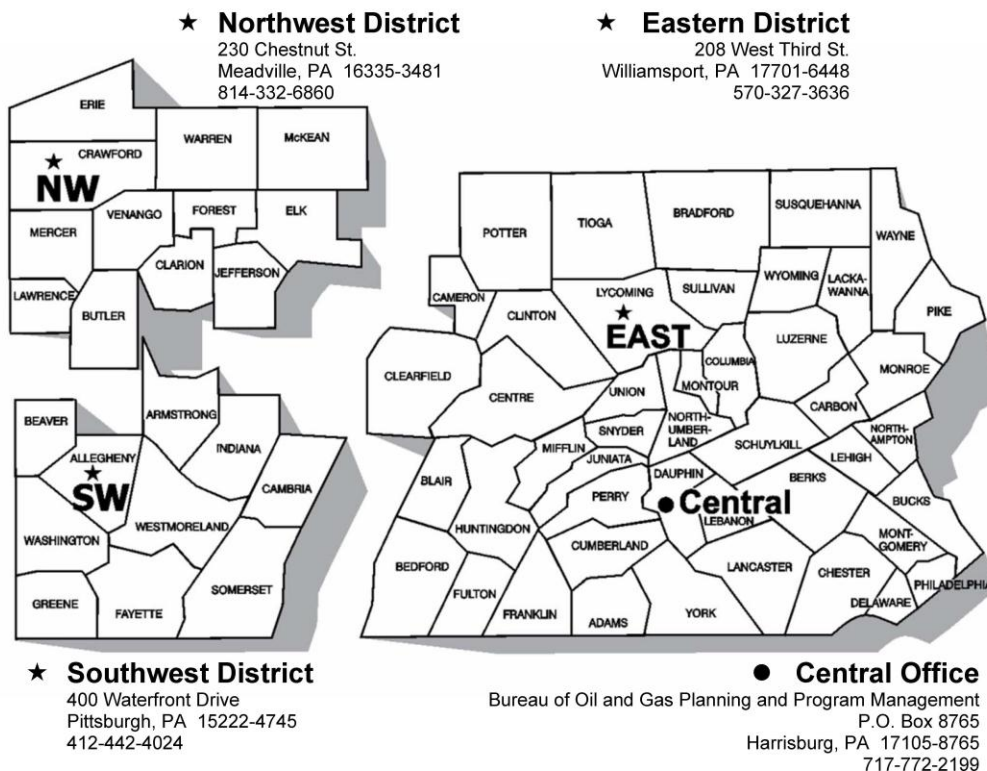 ★ Northwest District
230 Chestnut St.
Meadville, PA 16335-3481
814-332-6860
★ Eastern District
208 West Third St.
Williamsport, PA 17701-6448
570-327-3636
ERIE
CRAWFORD
WARREN
McKEAN
NW
MERCER
VENANGO
FOREST
ELK
CLARION
JEFFERSON
LAWRENCE
BUTLER
POTTER
TIOGA
BRADFORD
SUSQUEHANNA
WAYNE
CAMERON
CLINTON
LYCOMING
SULLIVAN
WYOMING
LACKA-
WANNA
PIKE
EAST
CLEARFIELD
CENTRE
UNION
MONTOUR
COLUMBIA
LUZERNE
MONROE
CARBON
SNYDER
NORTH-
UMBER-
LAND
SCHUYLKILL
NORTH-
AMPTON
LEHIGH
MIFFLIN
JUNIATA
BLAIR
HUNTINGDON
PERRY
DAUPHIN
Central
LEBANON
BERKS
BUCKS
MONT-
GOMERY
PHILADELPHIA
BEDFORD
FULTON
FRANKLIN
CUMBERLAND
ADAMS
YORK
LANCASTER
CHESTER
DELAWARE
BEAVER
ARMSTRONG
INDIANA
ALLEGHENY
SW
CAMBRIA
WASHINGTON
WESTMORELAND
GREENE
FAYETTE
SOMERSET
★ Southwest District
400 Waterfront Drive
Pittsburgh, PA 15222-4745
412-442-4024
● Central Office
Bureau of Oil and Gas Planning and Program Management
P.O. Box 8765
Harrisburg, PA 17105-8765
717-772-2199